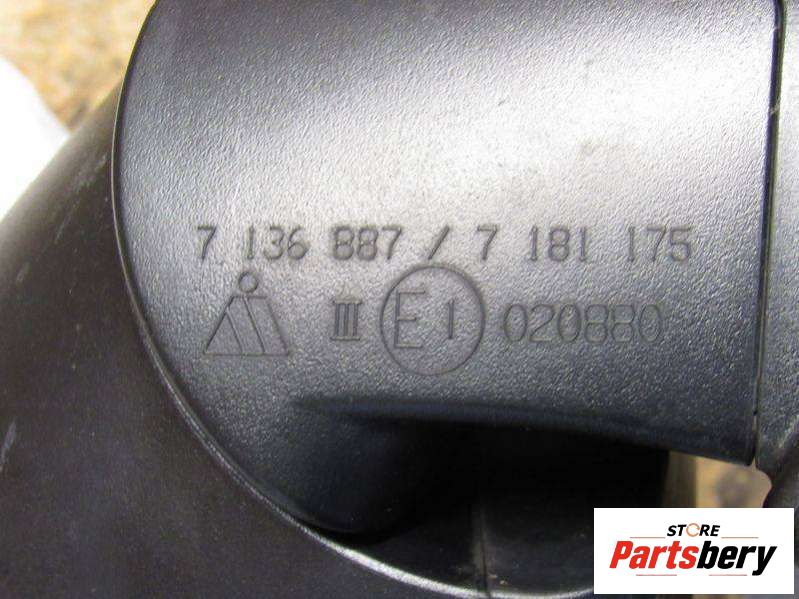 7 136 887 / 7 181 175
III E1 020880
STORE
Partsbery